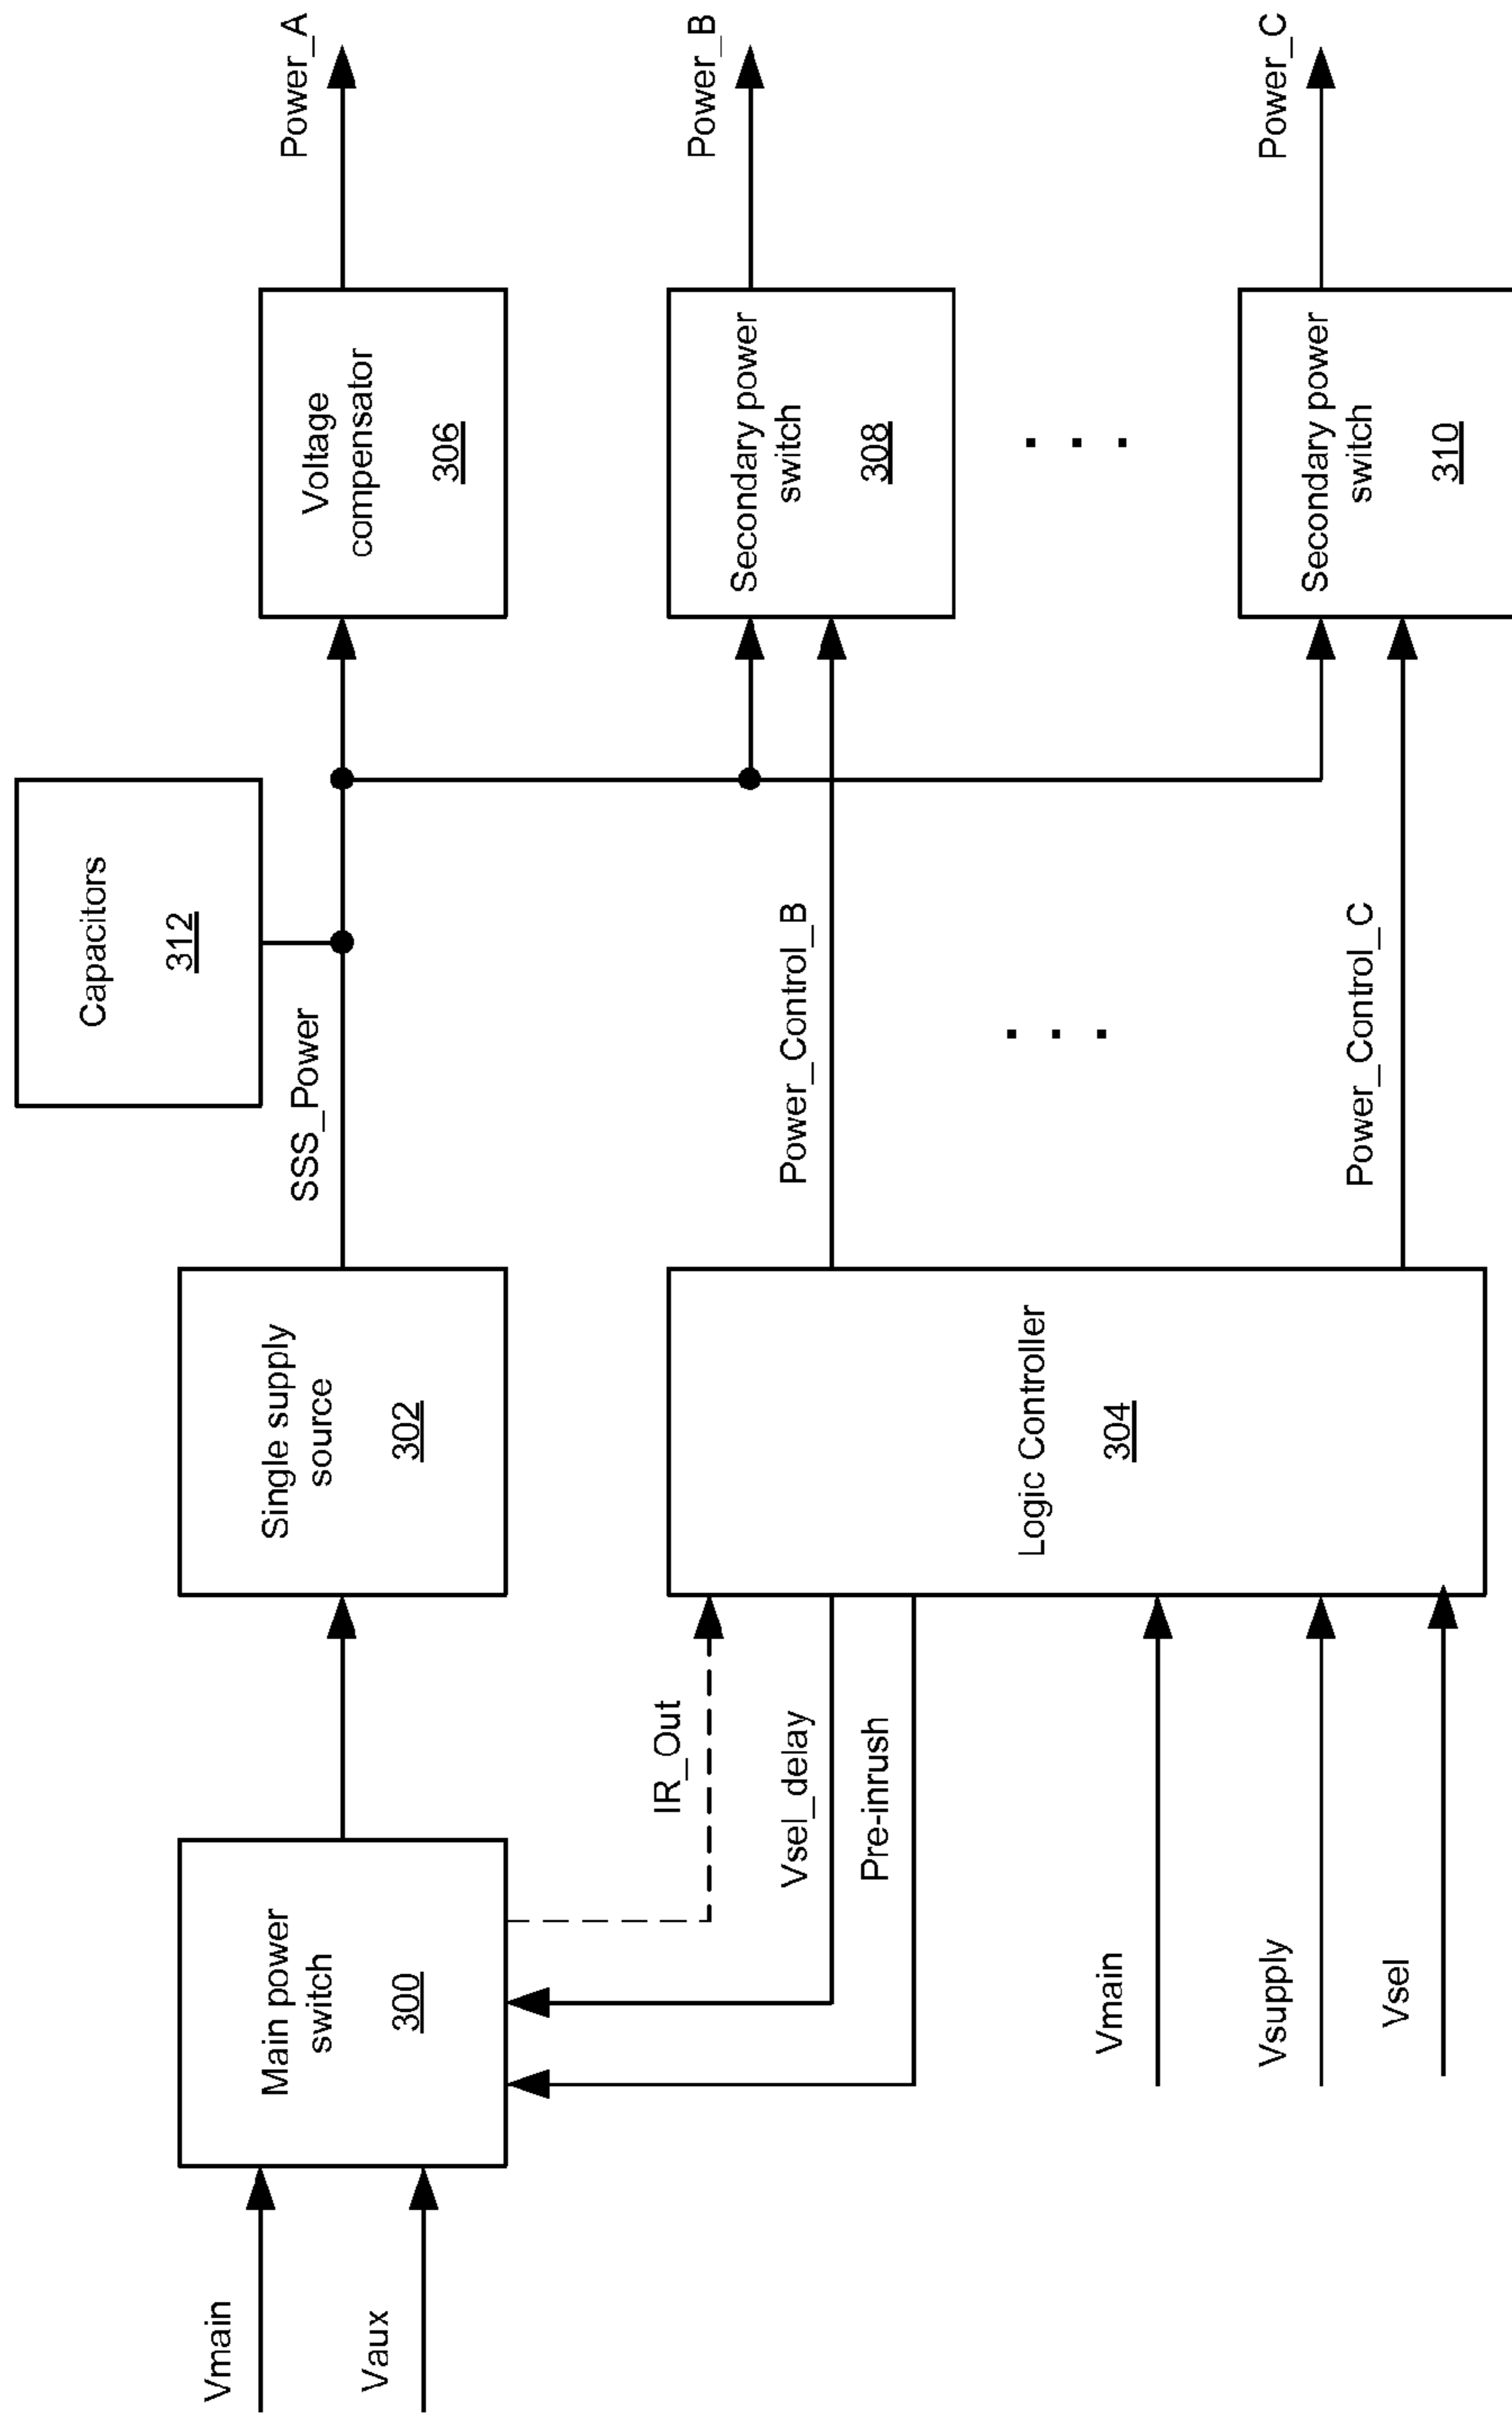 Capacitors
312
Vmain
Vaux
Main power
switch
300
Single supply
source
302
SSS_Power
Voltage
compensator
306
Power_A
IR_Out
Vsel_delay
Pre-inrush
Vmain
Vsupply
Vsel
Logic Controller
304
Power_Control_B
. . .
Power_Control_C
Secondary power
switch
308
Power_B
. . .
Secondary power
switch
310
Power_C